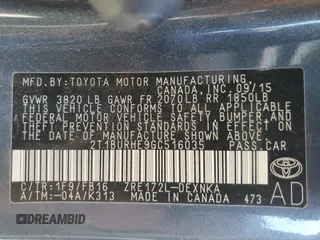 MFD.BY:TOYOTA MOTOR MANUFACTURING
CANADA, INC. 09/15
GVWR 3820 LB GAWR FR 2070 LB RR 1850LB
THIS VEHICLE CONFORMS TO ALL APPLICABLE
FEDERAL MOTOR VEHICLE SAFETY, BUMPER, AND
THEFT PREVENTION STANDARDS IN EFFECT ON
THE DATE OF MANUFACTURE SHOWN ABOVE.
2T1BURHE9GC516035 PASS.CAR
C/TR:1F9/FB16 ZRE172L-DEXNKA
A/TM:-04A/K313 MADE IN CANADA 473
AD
TOYOTA
© DREAMBID